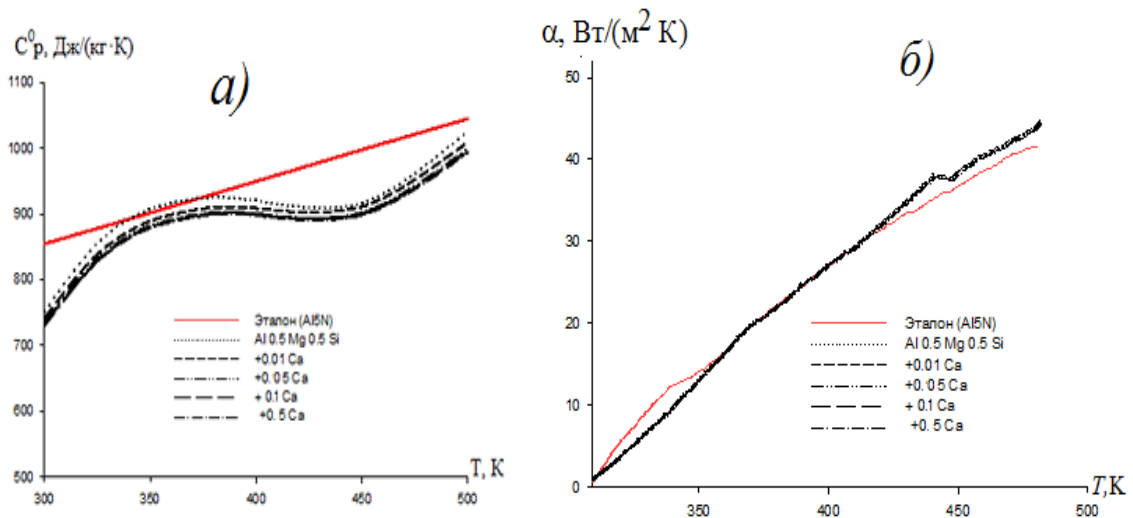 C⁰p, Дж/(кг·К)
а)
1100
1000
900
800
700
600
500
300
350
400
450
500
T, К
Эталон (Al5N)
Al 0.5 Mg 0.5 Si
+0.01 Ca
+0.05 Ca
+ 0.1 Ca
+0.5 Ca
α, Вт/(м² К)
б)
50
40
30
20
10
0
350
400
450
500
T,К
Эталон (Al5N)
Al 0.5 Mg 0.5 Si
+0.01 Ca
+0.05 Ca
+ 0.1 Ca
+0.5 Ca